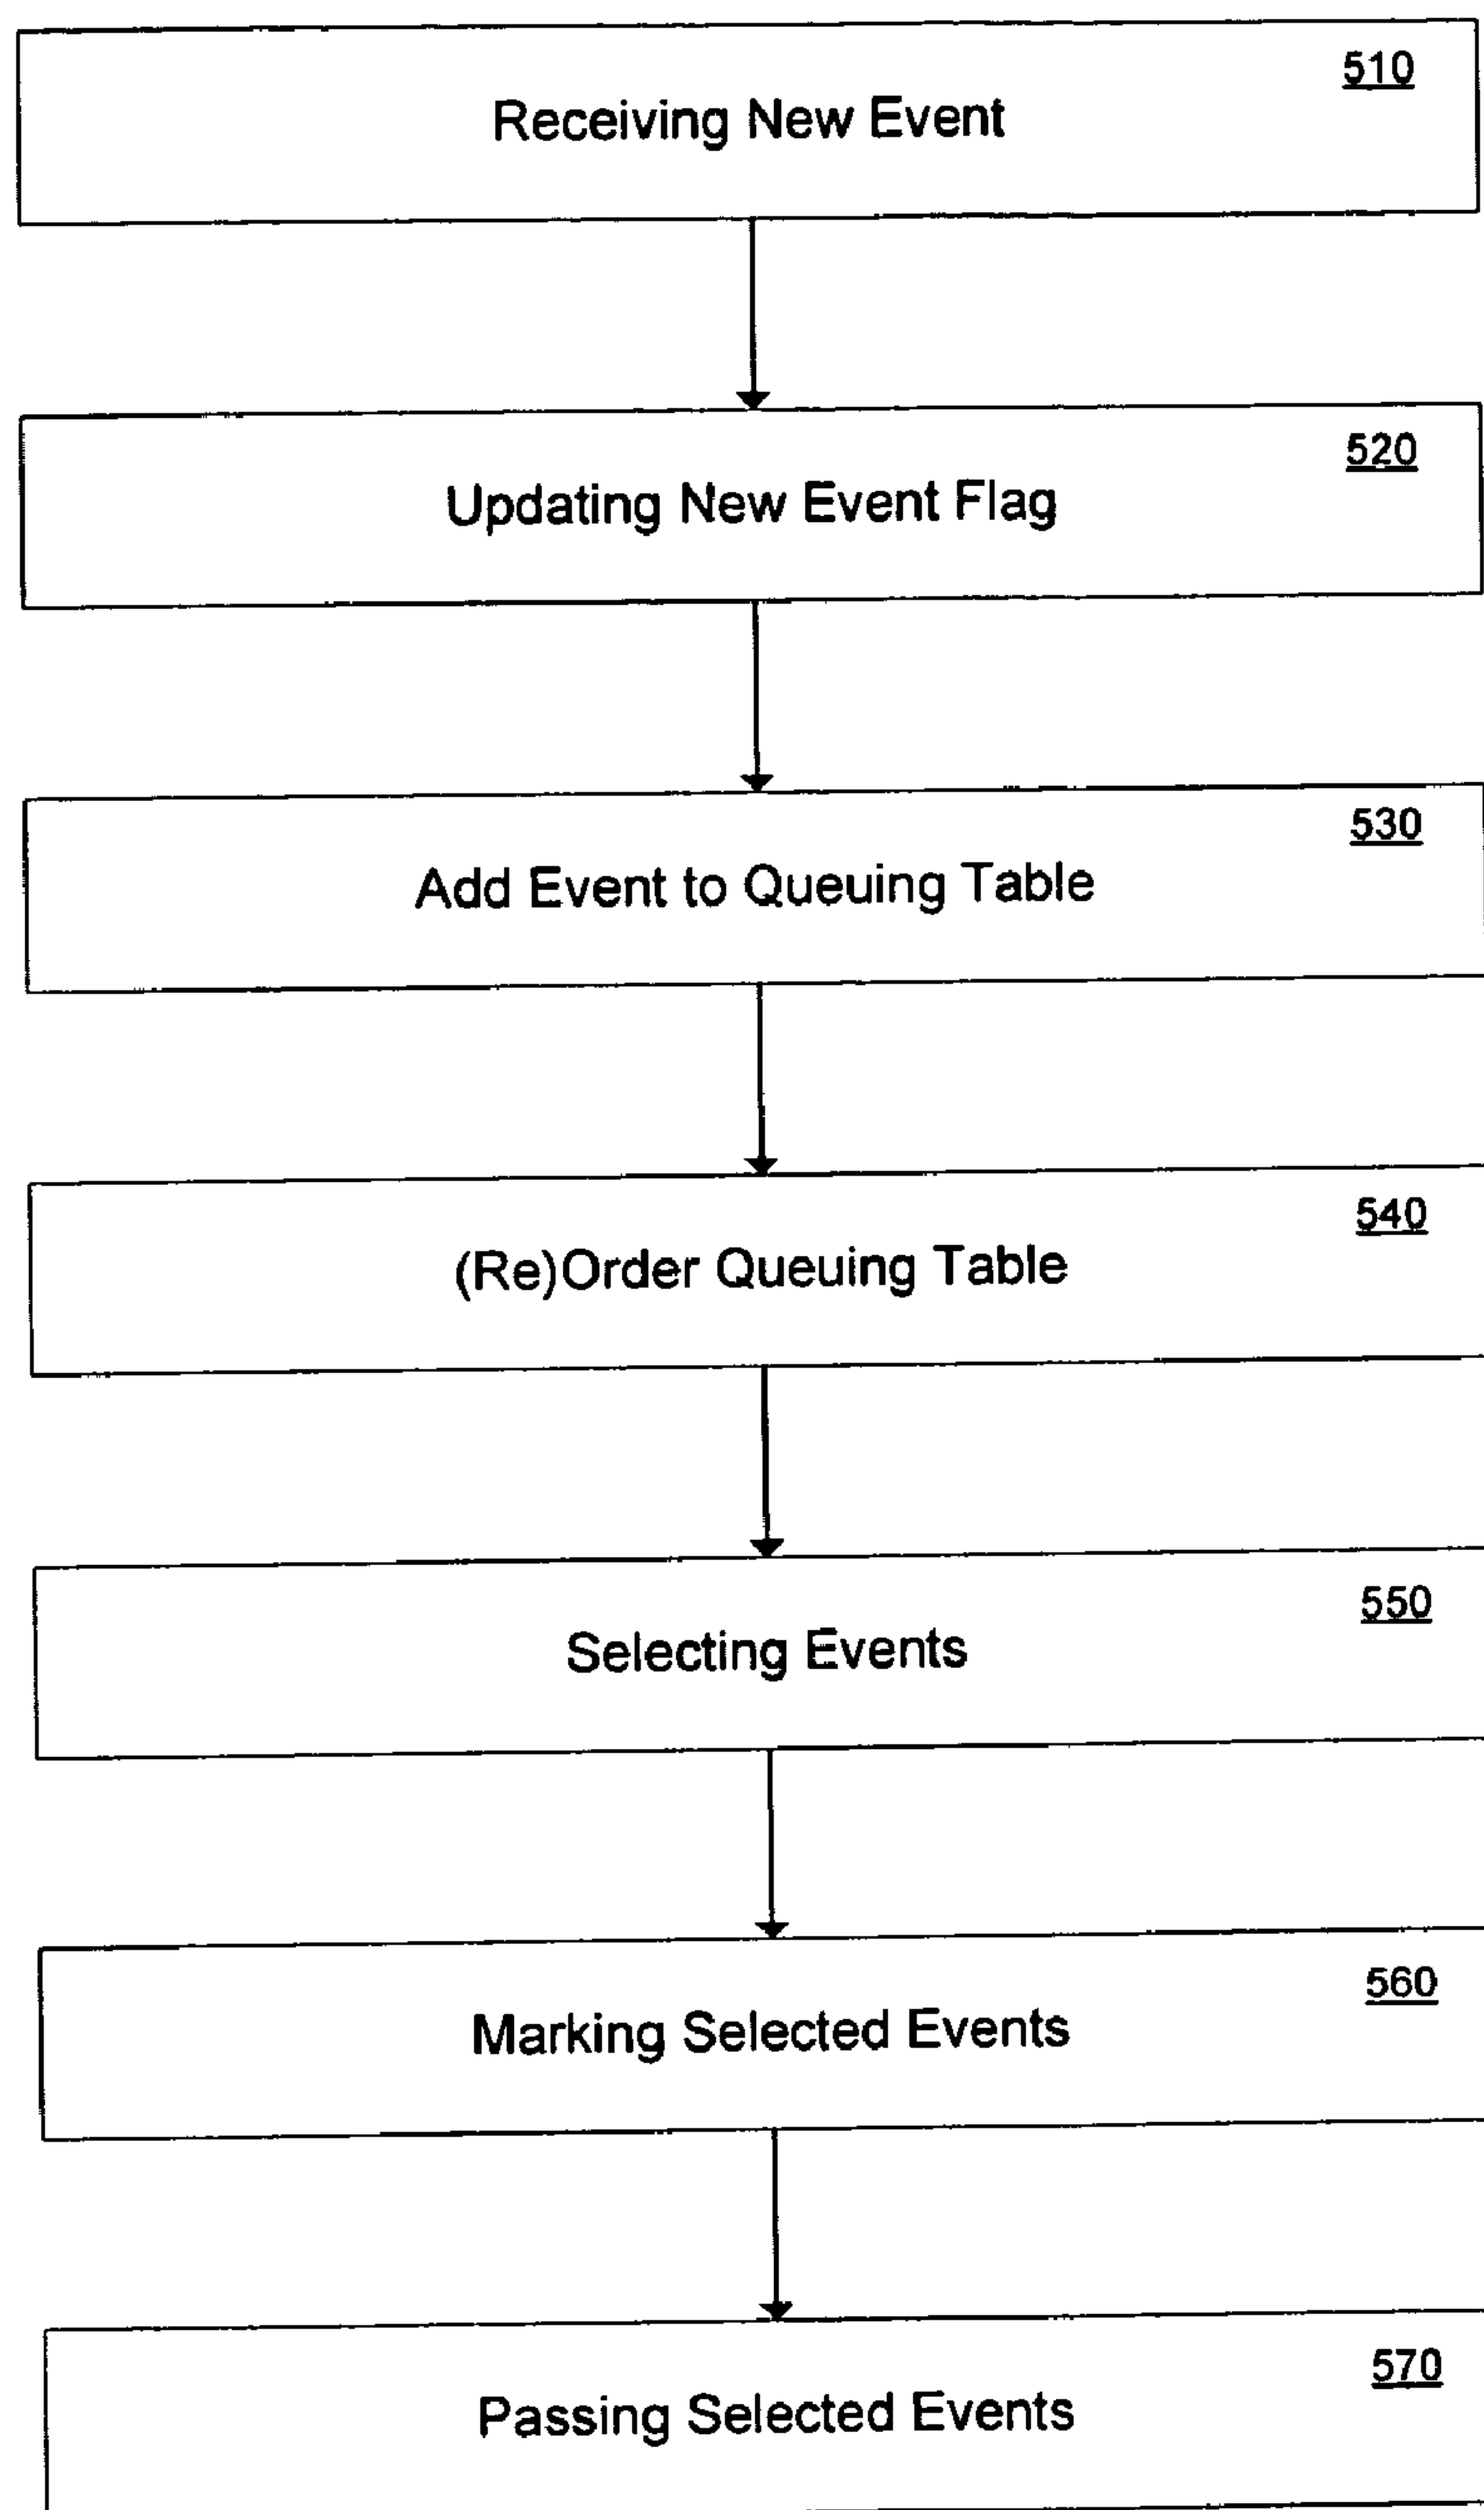 510
Receiving New Event
520
Updating New Event Flag
530
Add Event to Queuing Table
540
(Re)Order Queuing Table
550
Selecting Events
560
Marking Selected Events
570
Passing Selected Events